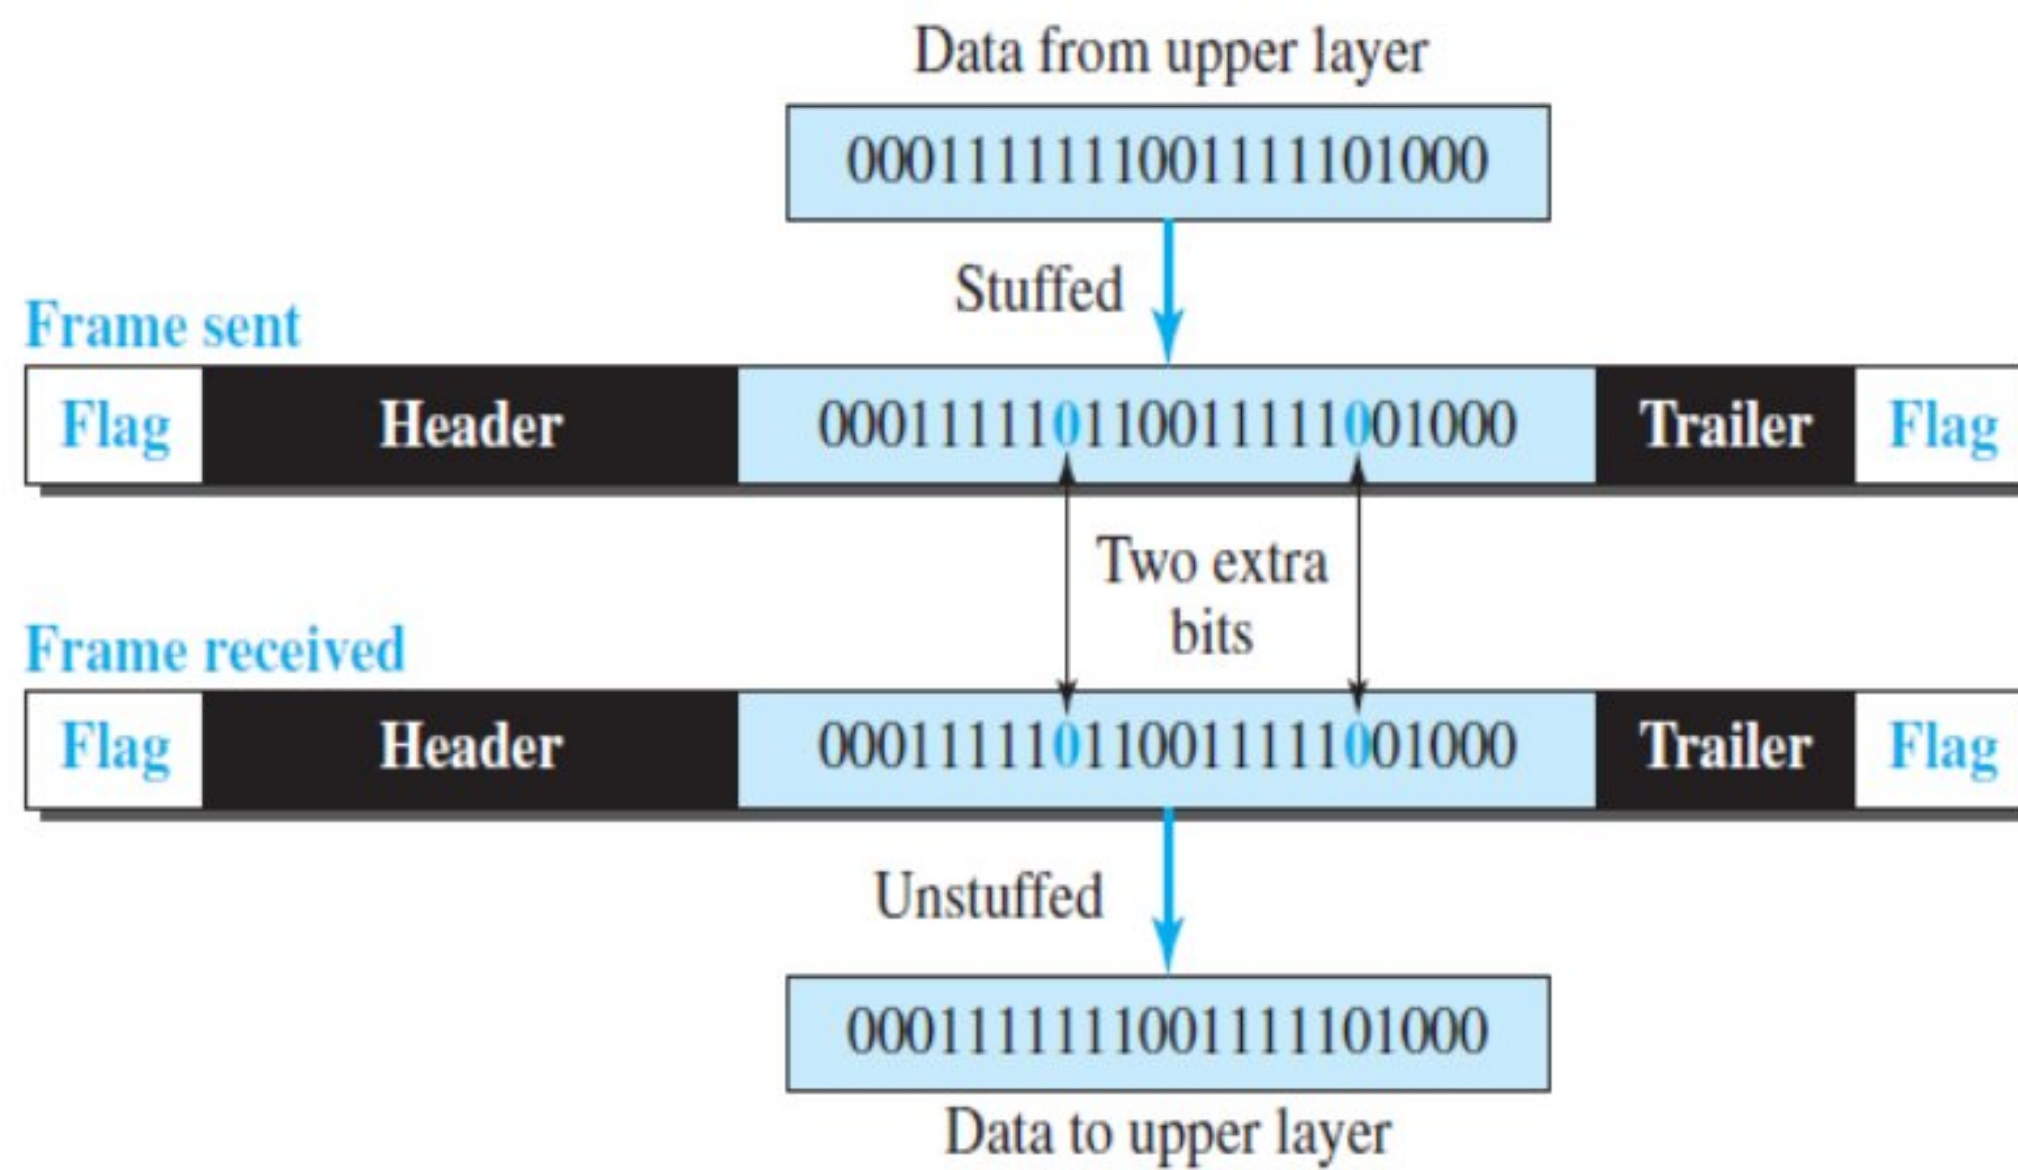 Data from upper layer
0001111111001111101000
Stuffed
Frame sent
Flag Header 000111110110011111001000 Trailer Flag
Two extra
bits
Frame received
Flag Header 000111110110011111001000 Trailer Flag
Unstuffed
0001111111001111101000
Data to upper layer